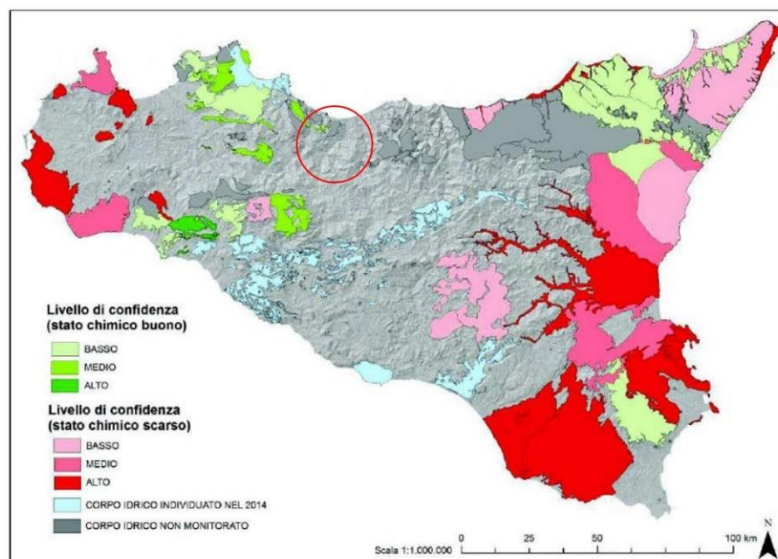 Livello di confidenza
(stato chimico buono)
BASSO
MEDIO
ALTO
Livello di confidenza
(stato chimico scarso)
BASSO
MEDIO
ALTO
CORPO IDRICO INDIVIDUATO NEL 2014
CORPO IDRICO NON MONITORATO
Scala 1:1.000.000
0 25 50 100 km
N